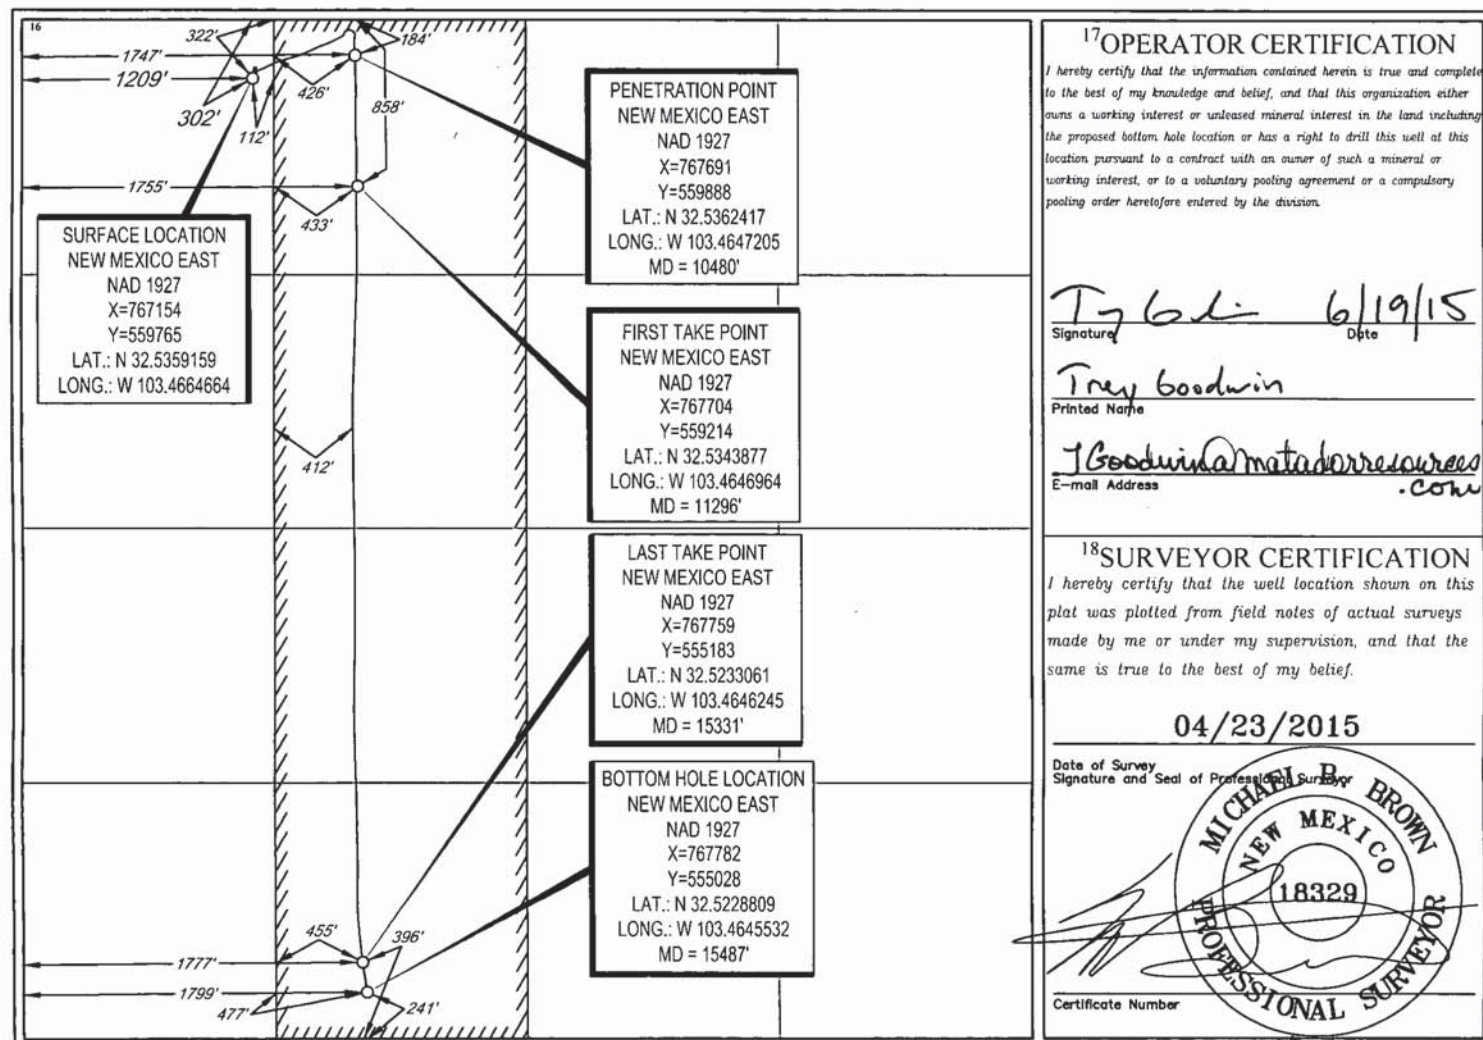 16
322'
184'
1747'
1209'
426'
858'
302'
112'
1755'
433'
SURFACE LOCATION
NEW MEXICO EAST
NAD 1927
X=767154
Y=559765
LAT.: N 32.5359159
LONG.: W 103.4664664
412'
PENETRATION POINT
NEW MEXICO EAST
NAD 1927
X=767691
Y=559888
LAT.: N 32.5362417
LONG.: W 103.4647205
MD = 10480'
FIRST TAKE POINT
NEW MEXICO EAST
NAD 1927
X=767704
Y=559214
LAT.: N 32.5343877
LONG.: W 103.4646964
MD = 11296'
LAST TAKE POINT
NEW MEXICO EAST
NAD 1927
X=767759
Y=555183
LAT.: N 32.5233061
LONG.: W 103.4646245
MD = 15331'
BOTTOM HOLE LOCATION
NEW MEXICO EAST
NAD 1927
X=767782
Y=555028
LAT.: N 32.5228809
LONG.: W 103.4645532
MD = 15487'
455'
396'
1777'
1799'
477'
241'
17 OPERATOR CERTIFICATION
I hereby certify that the information contained herein is true and complete
to the best of my knowledge and belief, and that this organization either
owns a working interest or unleased mineral interest in the land including
the proposed bottom hole location or has a right to drill this well at this
location pursuant to a contract with an owner of such a mineral or
working interest, or to a voluntary pooling agreement or a compulsory
pooling order heretofore entered by the division.
6/19/15
Signature Date
Trey Goodwin
Printed Name
TGoodwin@matadorresources
.com
E-mail Address
18 SURVEYOR CERTIFICATION
I hereby certify that the well location shown on this
plat was plotted from field notes of actual surveys
made by me or under my supervision, and that the
same is true to the best of my belief.
04/23/2015
Date of Survey
Signature and Seal of Professional Surveyor
MICHAEL B. BROWN
NEW MEXICO
18329
PROFESSIONAL SURVEYOR
Certificate Number